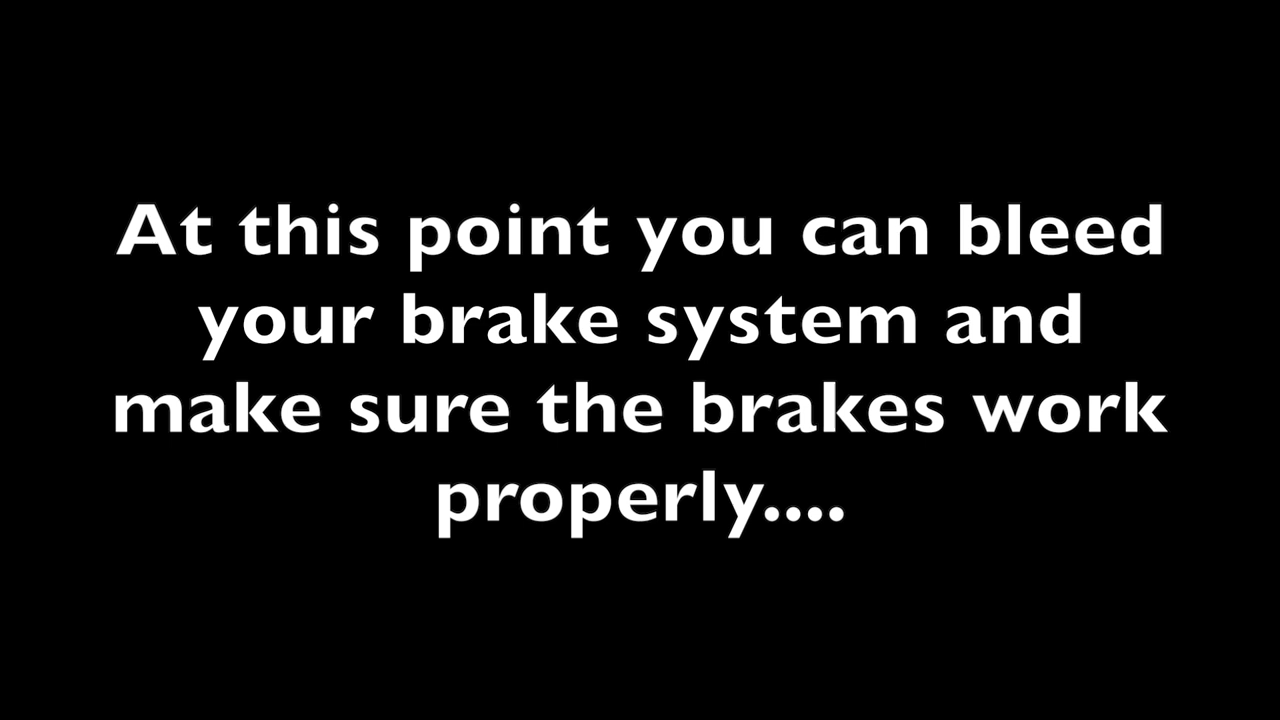 At this point you can bleed
your brake system and
make sure the brakes work
properly....